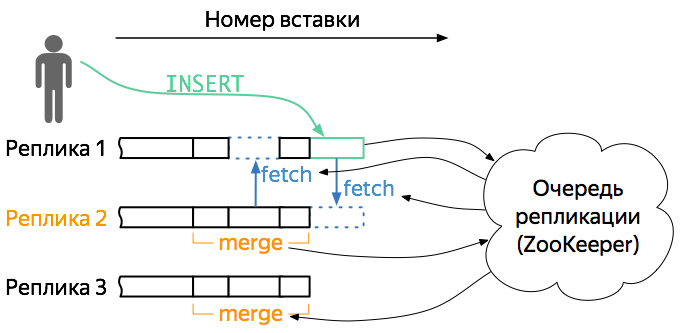 Номер вставки
INSERT
Реплика 1
fetch
fetch
Реплика 2
merge
Реплика 3
merge
Очередь
репликации
(ZooKeeper)